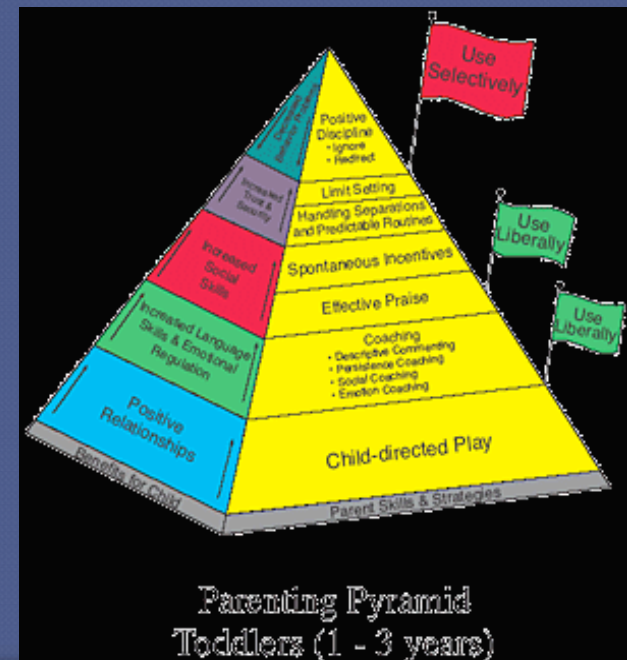 Use
Selectively
Use
Liberally
Use
Liberally
Decreased
Behavior Problems
Increased
Trust &
Security
Increased
Social
Skills
Increased Language
Skills & Emotional
Regulation
Positive
Relationships
Benefits for Child
Positive
Discipline
• Ignore
• Redirect
Limit Setting
Handling Separations
and Predictable Routines
Spontaneous Incentives
Effective Praise
Coaching
• Descriptive Commenting
• Persistence Coaching
• Social Coaching
• Emotion Coaching
Child-directed Play
Parent Skills & Strategies
Parenting Pyramid
Toddlers (1 - 3 years)